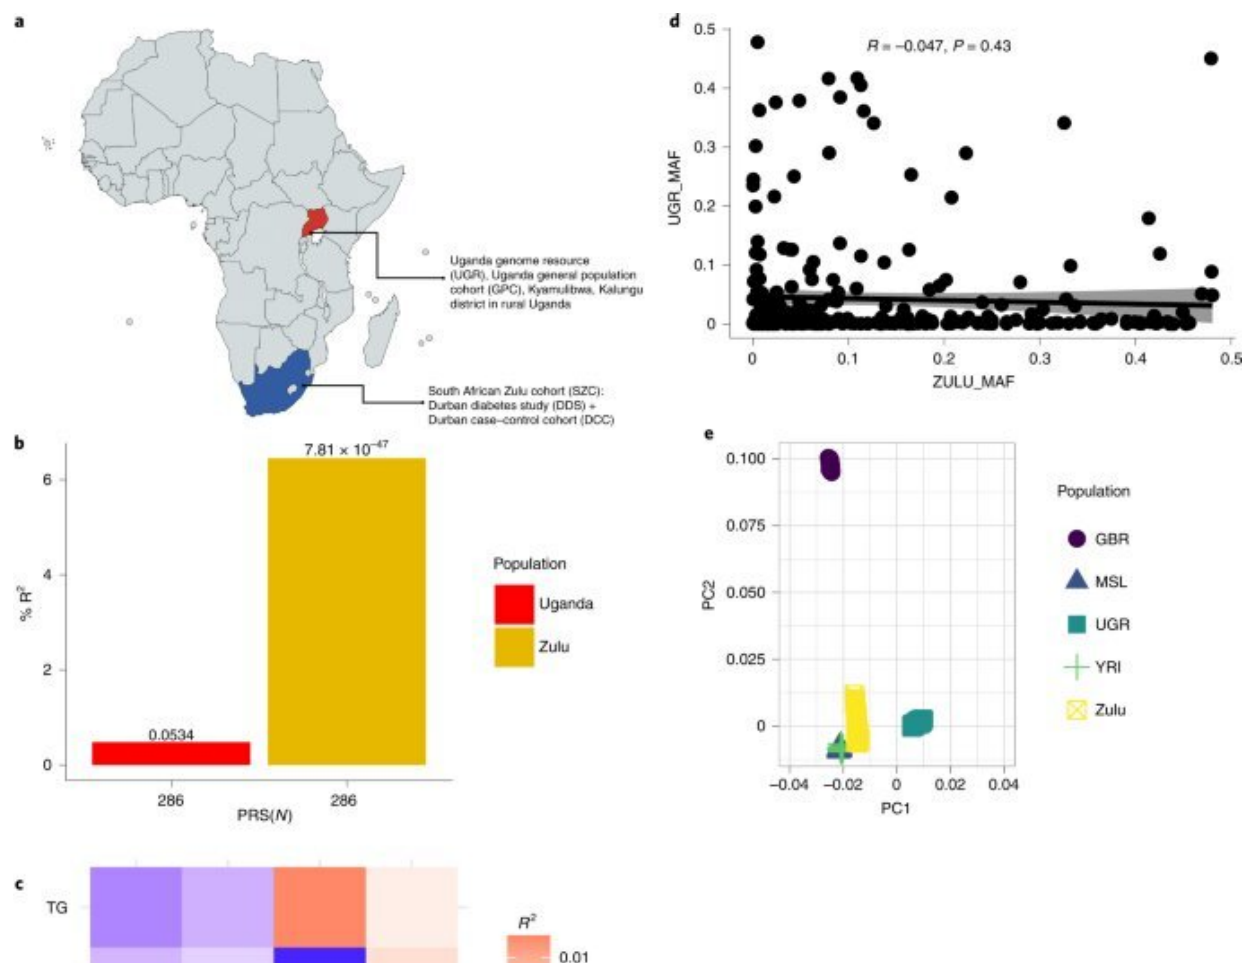 a
Uganda genome resource
(UGR), Uganda general population
cohort (GPC), Kyamulibwa, Kalungu
district in rural Uganda
South African Zulu cohort (SZC):
Durban diabetes study (DDS) +
Durban case–control cohort (DCC)
b
7.81 × 10⁻⁴⁷
6
4
2
0
% R²
0.0534
286
286
PRS(N)
Population
Uganda
Zulu
c
TG
R²
0.01
d
R = −0.047, P = 0.43
0.5
0.4
0.3
0.2
0.1
0
UGR_MAF
0
0.1
0.2
0.3
0.4
0.5
ZULU_MAF
e
0.100
0.075
0.050
0.025
0
PC2
−0.04
−0.02
0
0.02
0.04
PC1
Population
GBR
MSL
UGR
YRI
Zulu